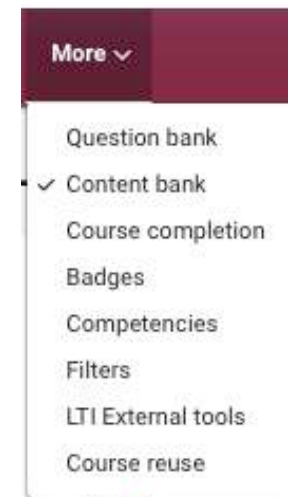 More
Question bank
Content bank
Course completion
Badges
Competencies
Filters
LTI External tools
Course reuse